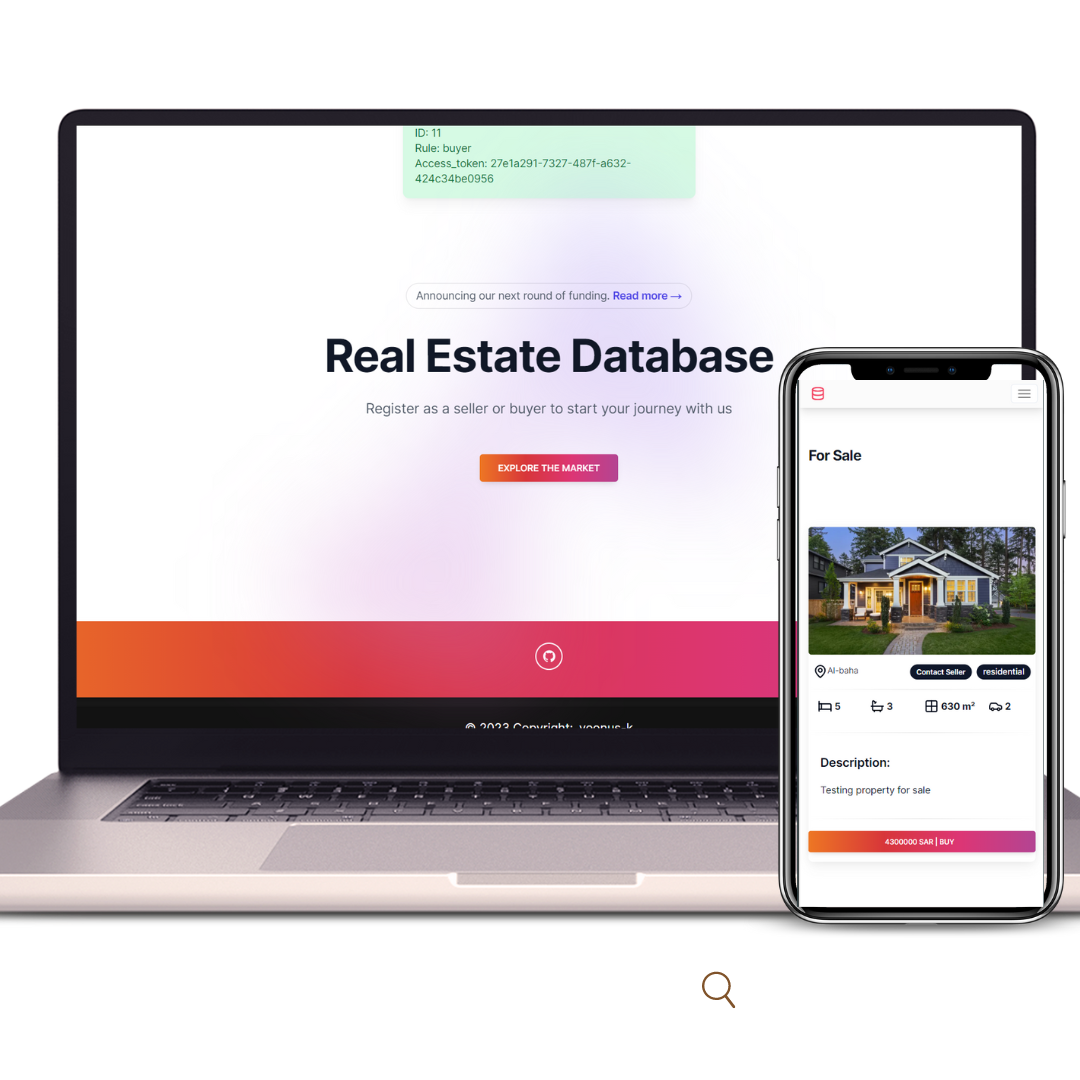 ID: 11
Rule: buyer
Access_token: 27e1a291-7327-487f-a632-
424c34be0956
Announcing our next round of funding. Read more →
Real Estate Database
Register as a seller or buyer to start your journey with us
EXPLORE THE MARKET
© 2023 Copyright: yoonus-k
For Sale
Al-baha
Contact Seller
residential
5
3
630 m²
2
Description:
Testing property for sale
4300000 SAR | BUY